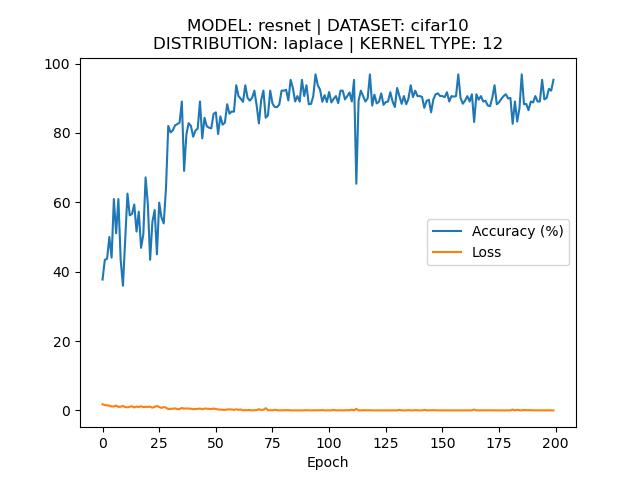 MODEL: resnet | DATASET: cifar10
DISTRIBUTION: laplace | KERNEL TYPE: 12
100
80
60
40
20
0
Accuracy (%)
Loss
0 25 50 75 100 125 150 175 200
Epoch